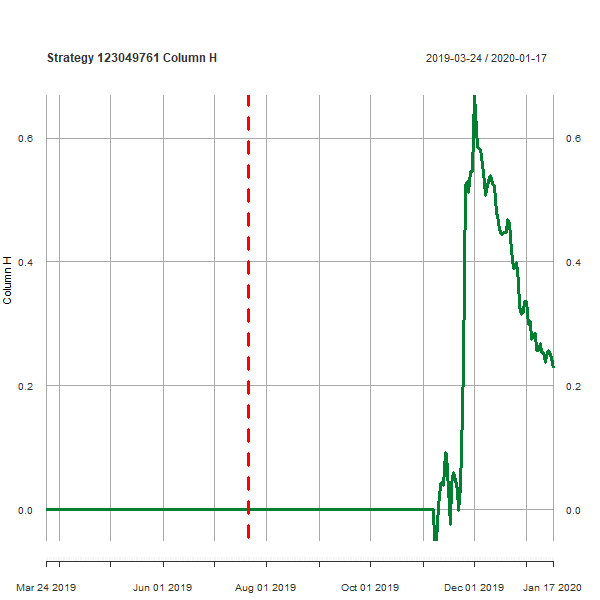 Strategy 123049761 Column H 2019-03-24 / 2020-01-17
0.6 0.6
0.4 0.4
Column H
0.2 0.2
0.0 0.0
Mar 24 2019 Jun 01 2019 Aug 01 2019 Oct 01 2019 Dec 01 2019 Jan 17 2020